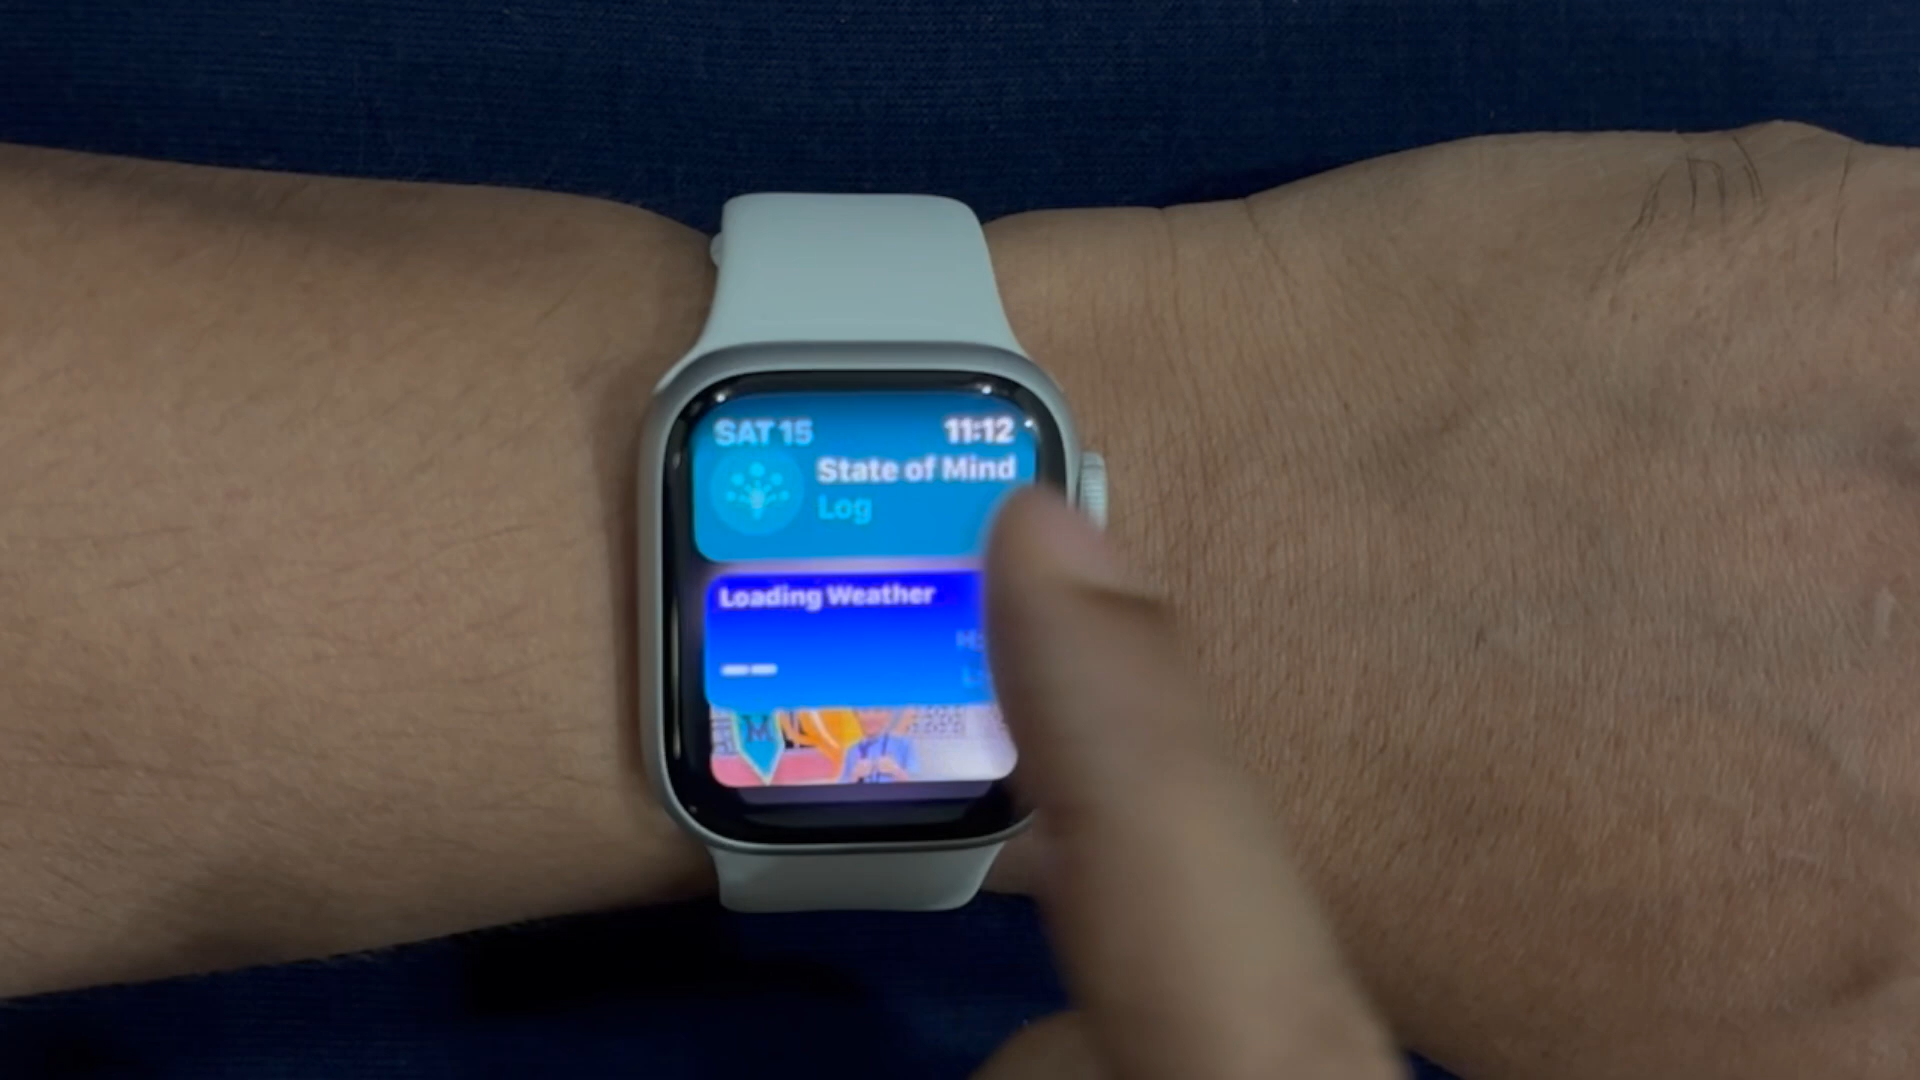 SAT 15 11:12
State of Mind
Log
Loading Weather
H:
L:
--
M